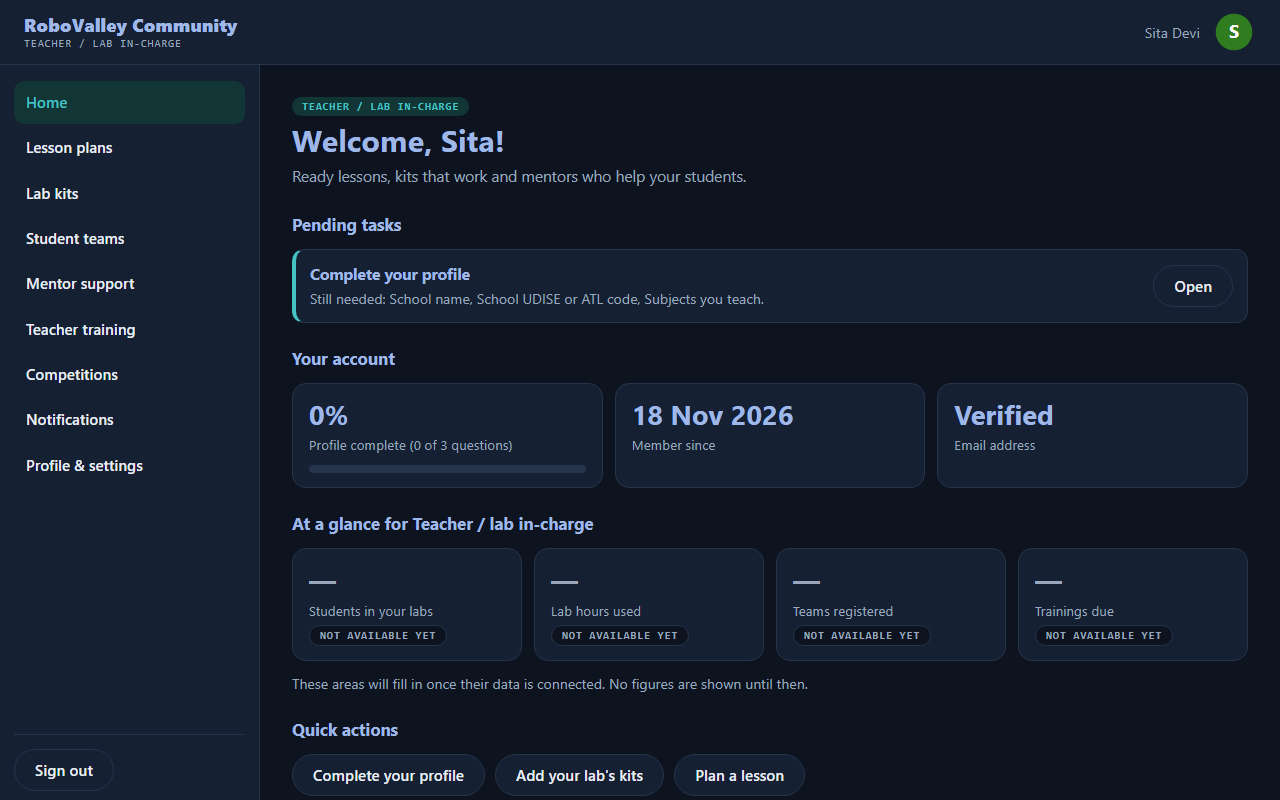 RoboValley Community
TEACHER / LAB IN-CHARGE
Sita Devi
S
Home
Lesson plans
Lab kits
Student teams
Mentor support
Teacher training
Competitions
Notifications
Profile & settings
Sign out
TEACHER / LAB IN-CHARGE
Welcome, Sita!
Ready lessons, kits that work and mentors who help your students.
Pending tasks
Complete your profile
Still needed: School name, School UDISE or ATL code, Subjects you teach.
Open
Your account
0%
Profile complete (0 of 3 questions)
18 Nov 2026
Member since
Verified
Email address
At a glance for Teacher / lab in-charge
—
Students in your labs
NOT AVAILABLE YET
—
Lab hours used
NOT AVAILABLE YET
—
Teams registered
NOT AVAILABLE YET
—
Trainings due
NOT AVAILABLE YET
These areas will fill in once their data is connected. No figures are shown until then.
Quick actions
Complete your profile
Add your lab's kits
Plan a lesson